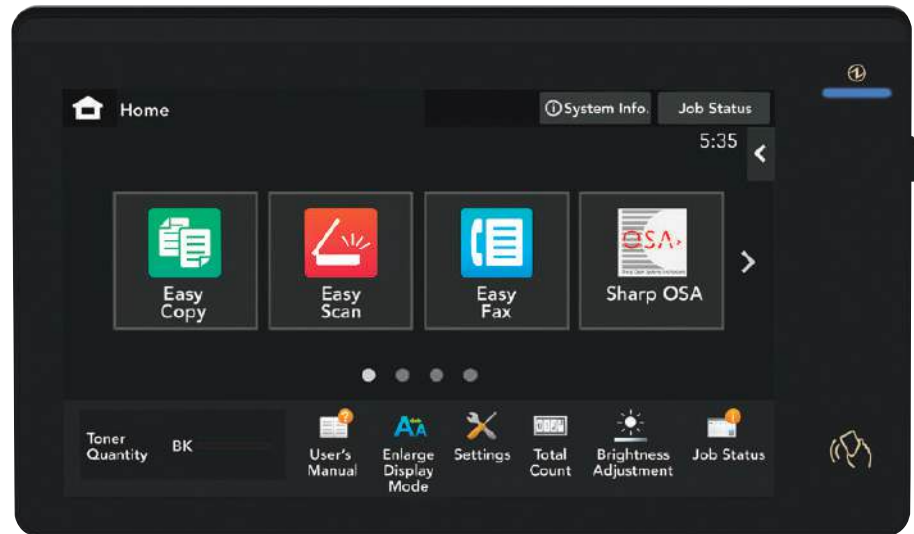 Home
System Info.
Job Status
5:35
Easy
Copy
Easy
Scan
Easy
Fax
OSA
Sharp OSA
Toner
Quantity
BK
User's
Manual
Enlarge
Display
Mode
Settings
Total
Count
Brightness
Adjustment
Job Status